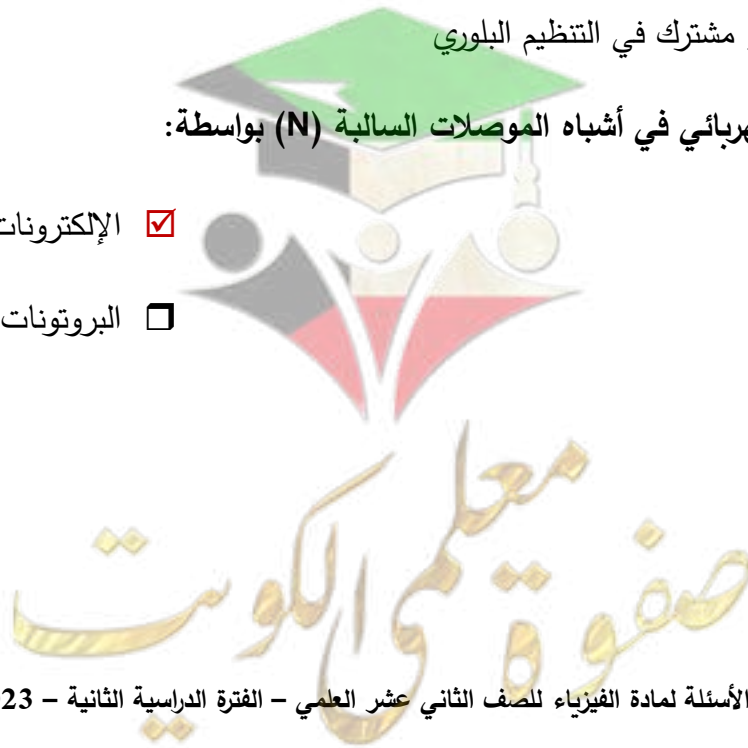 مشترك في التنظيم البلوري
هربائي في أشباه الموصلات السالبة (N) بواسطة:
☑ الإلكترونات
❒ البروتونات
صفوة معلمي الكويت
الأسئلة لمادة الفيزياء للصف الثاني عشر العلمي – الفترة الدراسية الثانية – 23